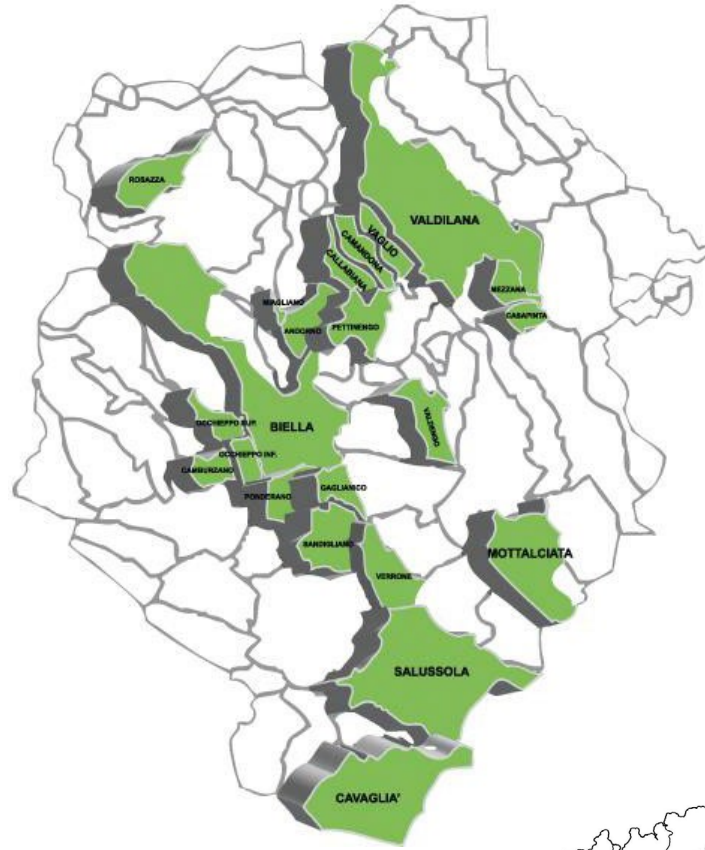 ROSAZZA
VALDILANA
VAGLIO
CAMANDONA
CALLABIANA
MEZZANA
MIAGLIANO
CASAPINTA
ANDORNO
PETTINENGO
VALDENGO
OCCHIEPPO SUP.
BIELLA
OCCHIEPPO INF.
CAMBURZANO
GAGLIANICO
PONDERANO
SANDIGLIANO
MOTTALCIATA
VERRONE
SALUSSOLA
CAVAGLIA'